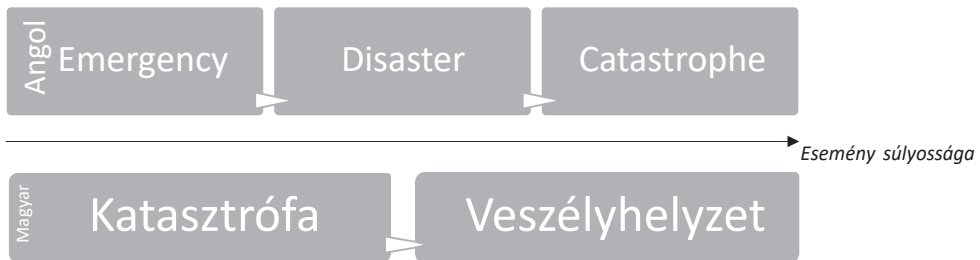 Angol
Emergency
Disaster
Catastrophe
Esemény súlyossága
Magyar
Katasztrófa
Veszélyhelyzet